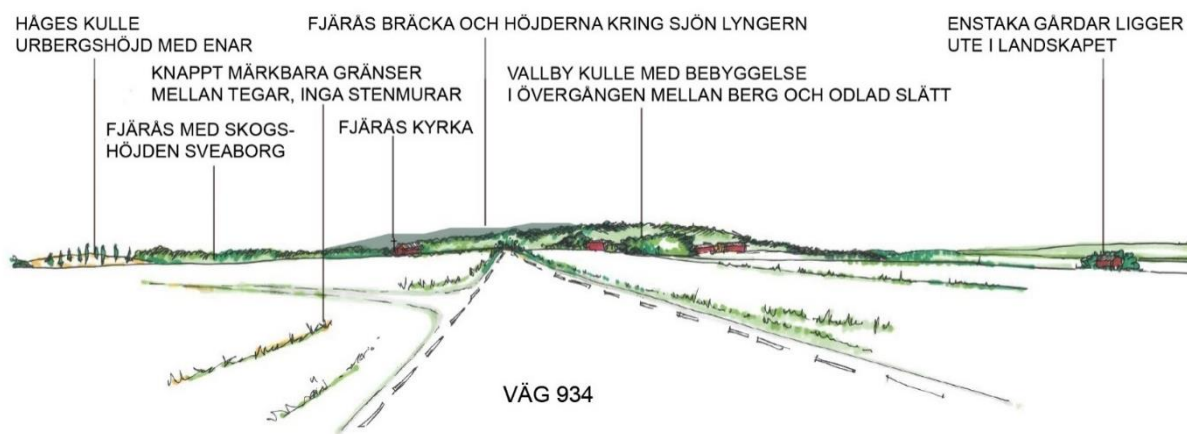 HÅGES KULLE
URBERGSHÖJD MED ENAR
FJÄRÅS BRÄCKA OCH HÖJDERNA KRING SJÖN LYNGERN
ENSTAKA GÅRDAR LIGGER
UTE I LANDSKAPET
KNAPPT MÄRKBARA GRÄNSER
MELLAN TEGAR, INGA STENMURAR
VALLBY KULLE MED BEBYGGELSE
I ÖVERGÅNGEN MELLAN BERG OCH ODLAD SLÄTT
FJÄRÅS MED SKOGS-
HÖJDEN SVEABORG
FJÄRÅS KYRKA
VÄG 934